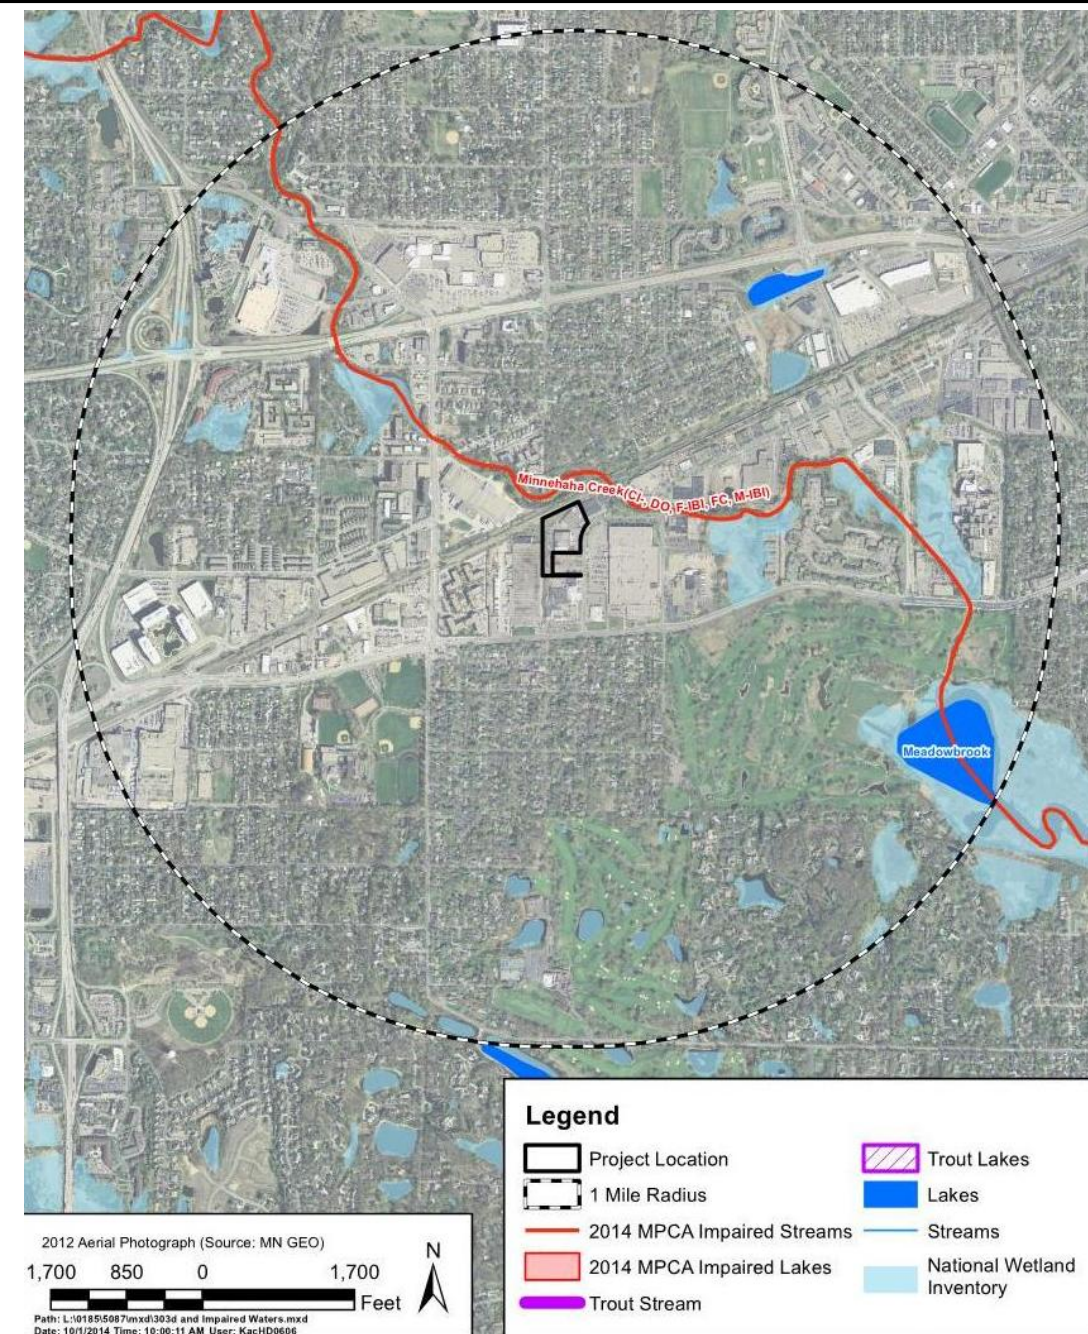 Minnehaha Creek(Cl-, DO, F-IBI, FC, M-IBI)
Meadowbrook
Legend
Project Location
1 Mile Radius
2014 MPCA Impaired Streams
2014 MPCA Impaired Lakes
Trout Stream
Trout Lakes
Lakes
Streams
National Wetland
Inventory
2012 Aerial Photograph (Source: MN GEO)
1,700 850 0 1,700
Feet
N
Path: L:\0185\5087\mxd\303d and Impaired Waters.mxd
Date: 10/1/2014 Time: 10:00:11 AM User: KacHD0606